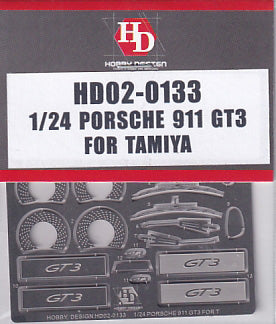 HD
HOBBY DESIGN
HD02-0133
1/24 PORSCHE 911 GT3
FOR TAMIYA
GT3
GT3
GT3
GT3
HD
HOBBY DESIGN HD02-0133 1/24 PORSCHE 911 GT3 FOR T